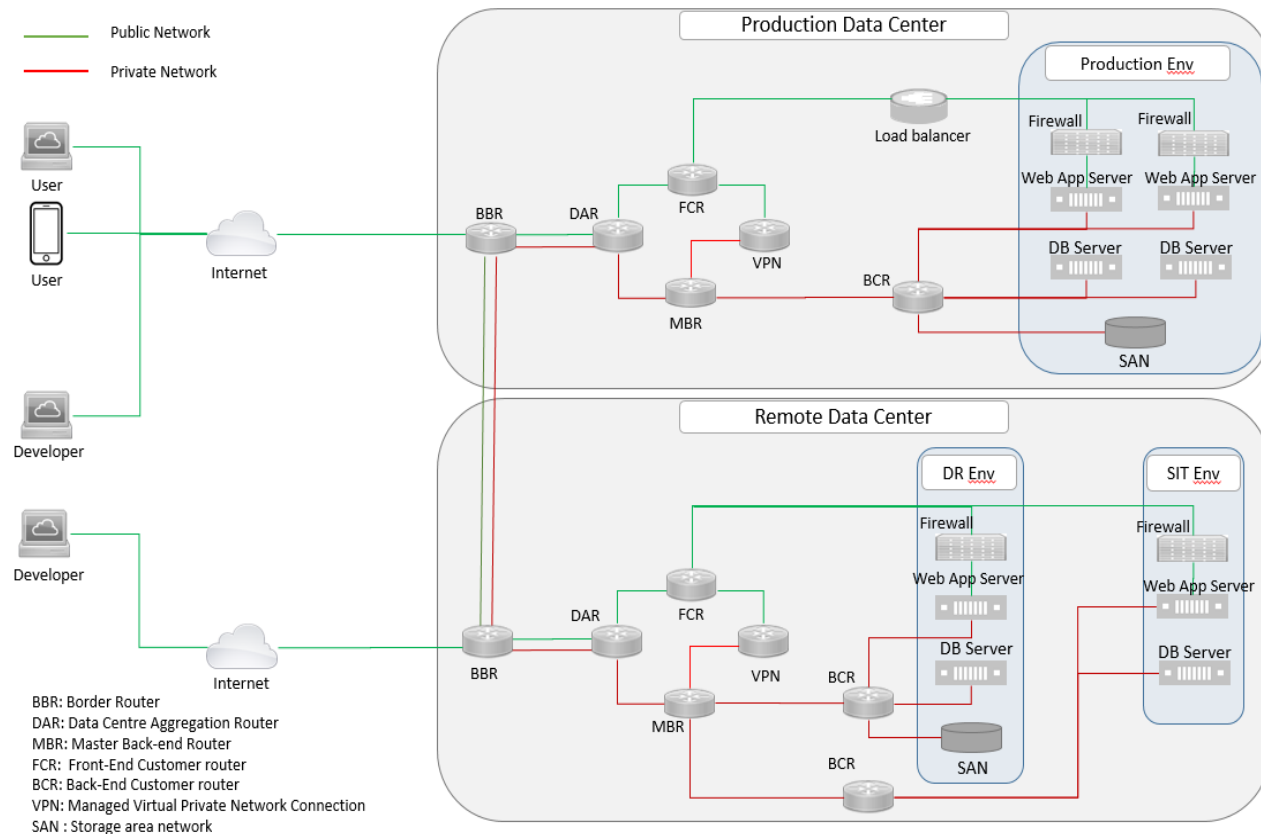 Public Network
Private Network
Production Data Center
Production Env
Load balancer
Firewall
Firewall
Web App Server
Web App Server
User
User
Internet
BBR
DAR
FCR
VPN
MBR
BCR
DB Server
DB Server
SAN
Developer
Remote Data Center
DR Env
SIT Env
Developer
Firewall
Firewall
Web App Server
Web App Server
Internet
BBR
DAR
FCR
VPN
MBR
BCR
DB Server
DB Server
SAN
BCR
BBR: Border Router
DAR: Data Centre Aggregation Router
MBR: Master Back-end Router
FCR: Front-End Customer router
BCR: Back-End Customer router
VPN: Managed Virtual Private Network Connection
SAN : Storage area network